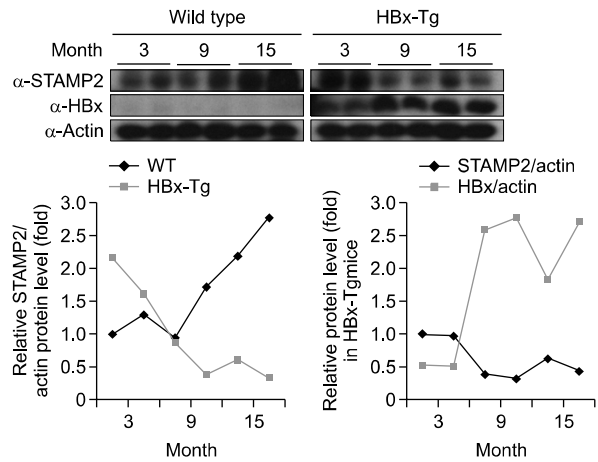 Wild type HBx-Tg
Month 3 9 15 3 9 15
α-STAMP2
α-HBx
α-Actin
WT
HBx-Tg
Relative STAMP2/
actin protein level (fold)
3.0
2.5
2.0
1.5
1.0
0.5
0
3 9 15
Month
STAMP2/actin
HBx/actin
Relative protein level (fold)
in HBx-Tgmice
3.0
2.5
2.0
1.5
1.0
0.5
0
3 9 15
Month